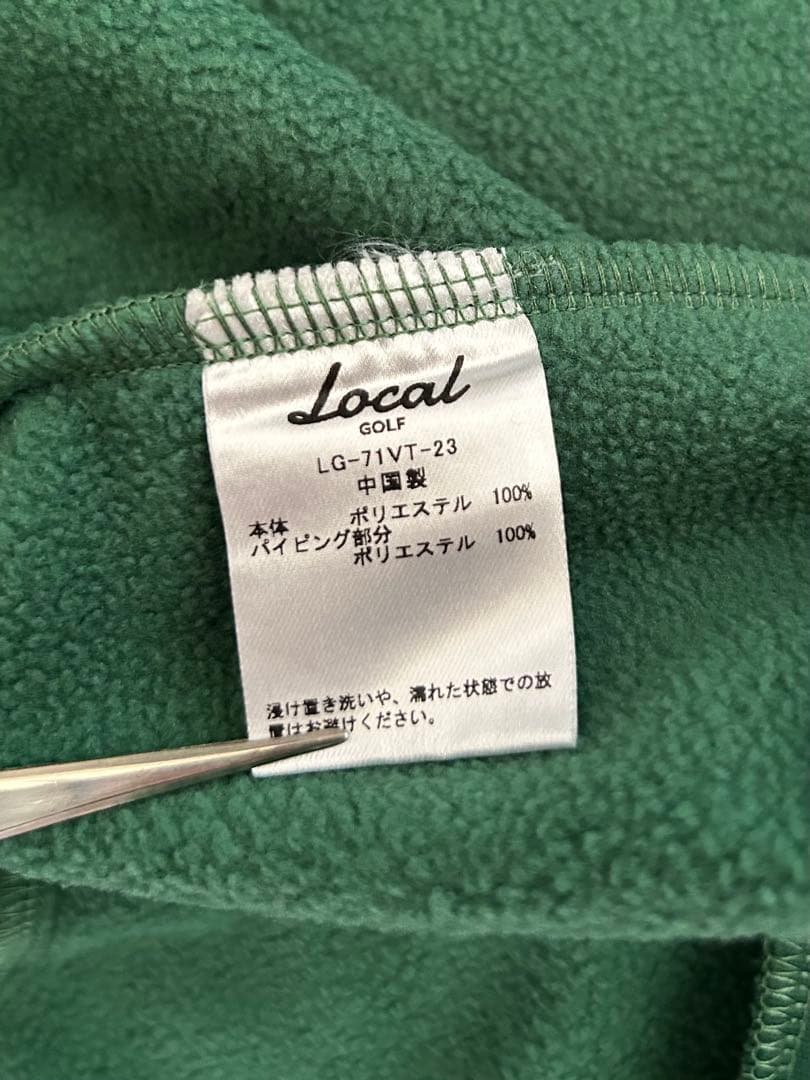 Local
GOLF
LG-71VT-23
中国製
本体 ポリエステル 100%
パイピング部分
ポリエステル 100%
浸け置き洗いや、濡れた状態での放
置はお避けください。